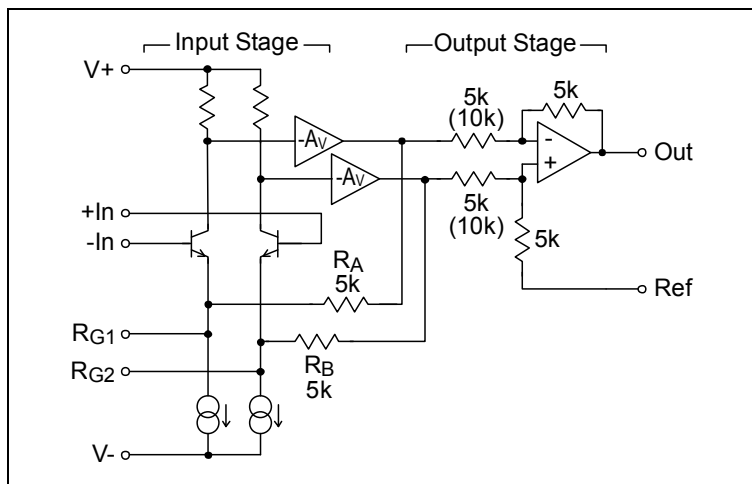 Input Stage
Output Stage
V+
5k
(10k)
5k
-AV
-
+
Out
-AV
5k
(10k)
+In
-In
5k
RA
5k
Ref
RG1
RG2
RB
5k
V-